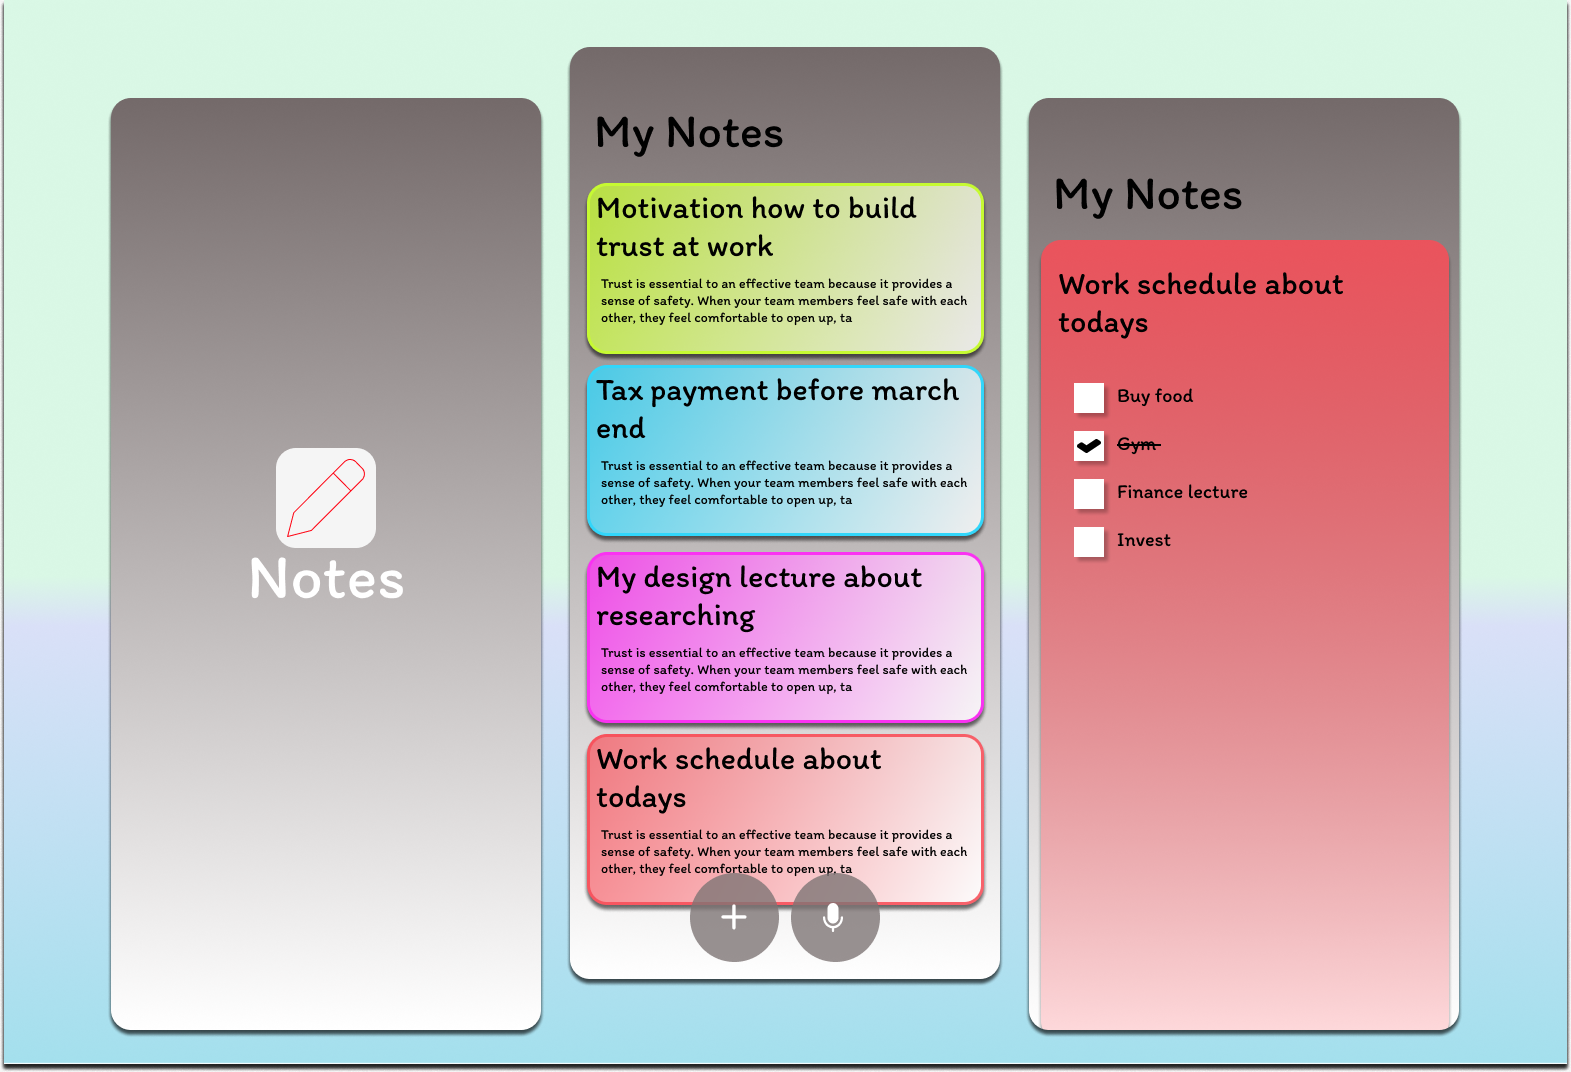 Notes
My Notes
Motivation how to build
trust at work
Trust is essential to an effective team because it provides a
sense of safety. When your team members feel safe with each
other, they feel comfortable to open up, ta
Tax payment before march
end
Trust is essential to an effective team because it provides a
sense of safety. When your team members feel safe with each
other, they feel comfortable to open up, ta
My design lecture about
researching
Trust is essential to an effective team because it provides a
sense of safety. When your team members feel safe with each
other, they feel comfortable to open up, ta
Work schedule about
todays
Trust is essential to an effective team because it provides a
sense of safety. When your team members feel safe with each
other, they feel comfortable to open up, ta
My Notes
Work schedule about
todays
Buy food
Gym
Finance lecture
Invest